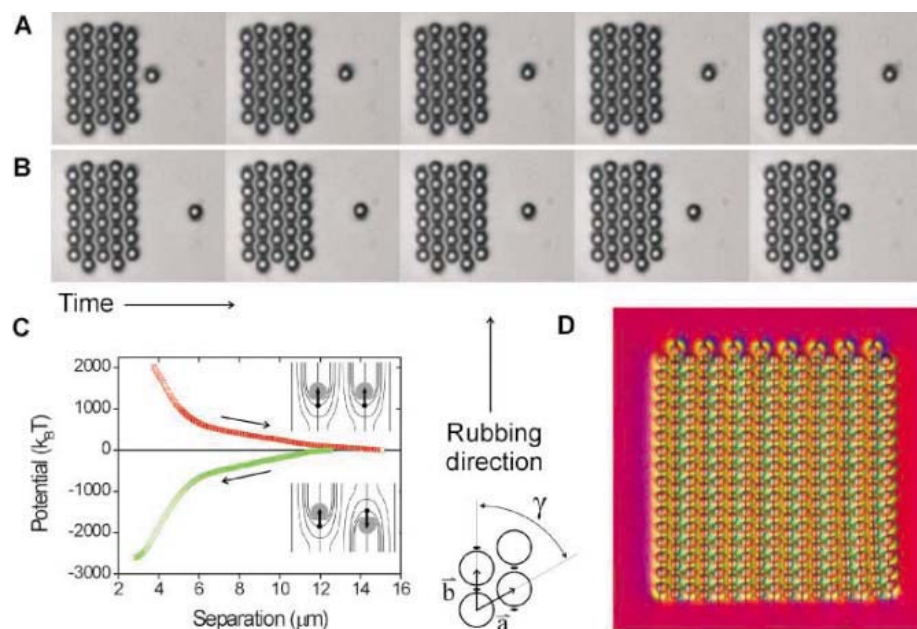 A
B
Time
C
D
2000
1000
0
-1000
-2000
-3000
Potential (k_BT)
2 4 6 8 10 12 14 16
Separation (μm)
Rubbing
direction
γ
b
a